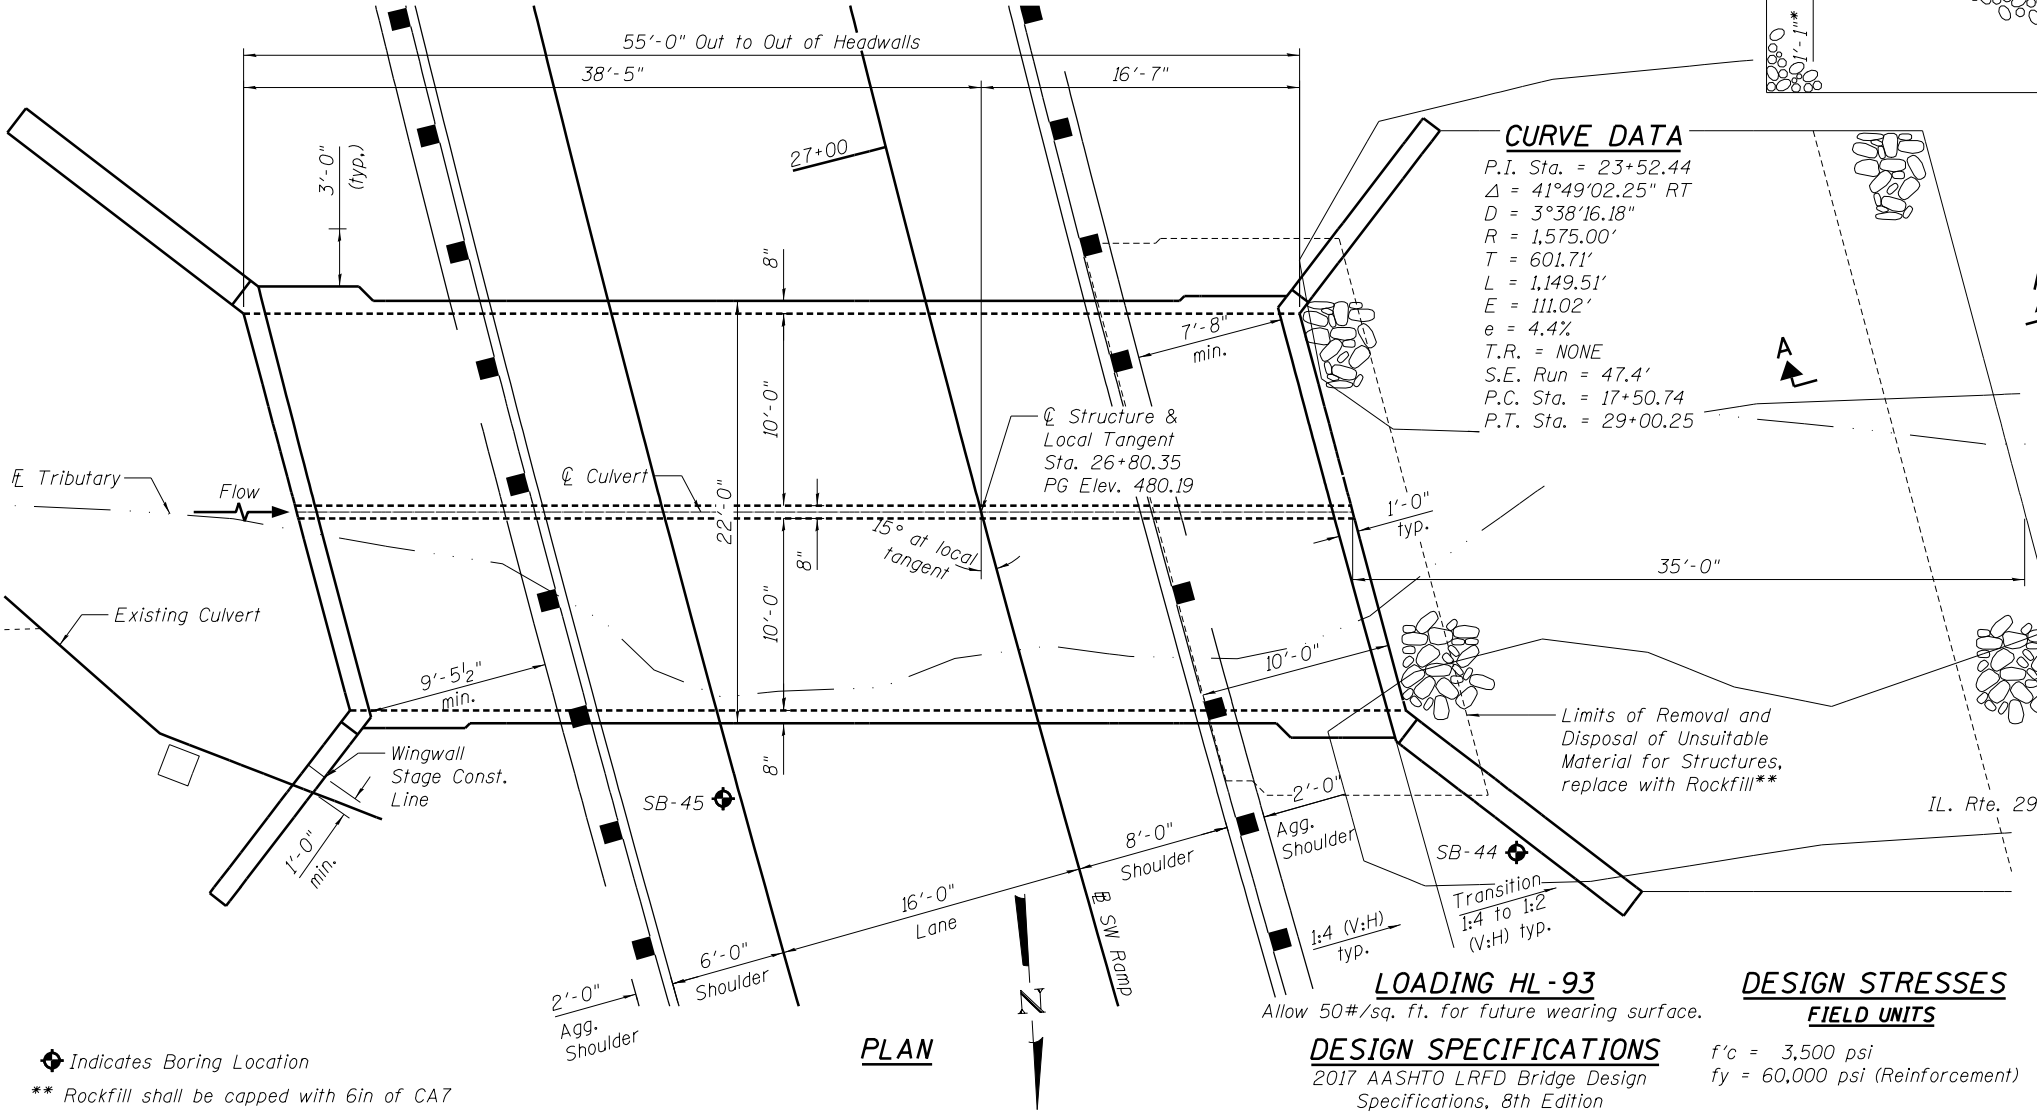 55'-0" Out to Out of Headwalls
38'-5"
16'-7"
1'-1"*
27+00
3'-0"
(typ.)
8"
CURVE DATA
P.I. Sta. = 23+52.44
Δ = 41°49'02.25" RT
D = 3°38'16.18"
R = 1,575.00'
T = 601.71'
L = 1,149.51'
E = 111.02'
e = 4.4%
T.R. = NONE
S.E. Run = 47.4'
P.C. Sta. = 17+50.74
P.T. Sta. = 29+00.25
A
7'-8"
min.
10'-0"
℄ Structure &
Local Tangent
Sta. 26+80.35
PG Elev. 480.19
Tributary
Flow
℄ Culvert
22'-0"
15° at local
tangent
8"
1'-0"
typ.
35'-0"
Existing Culvert
10'-0"
9'-5½"
min.
10'-0"
Limits of Removal and
Disposal of Unsuitable
Material for Structures,
replace with Rockfill**
Wingwall
Stage Const.
Line
8"
SB-45
1'-0"
min.
2'-0"
Agg.
Shoulder
8'-0"
Shoulder
SB-44
IL. Rte. 29
16'-0"
Lane
SW Ramp
Transition
1:4 to 1:2
(V:H) typ.
1:4 (V:H)
typ.
6'-0"
Shoulder
2'-0"
Agg.
Shoulder
N
LOADING HL-93
Allow 50#/sq. ft. for future wearing surface.
DESIGN STRESSES
FIELD UNITS
f'c = 3,500 psi
fy = 60,000 psi (Reinforcement)
DESIGN SPECIFICATIONS
2017 AASHTO LRFD Bridge Design
Specifications, 8th Edition
PLAN
Indicates Boring Location
** Rockfill shall be capped with 6in of CA7